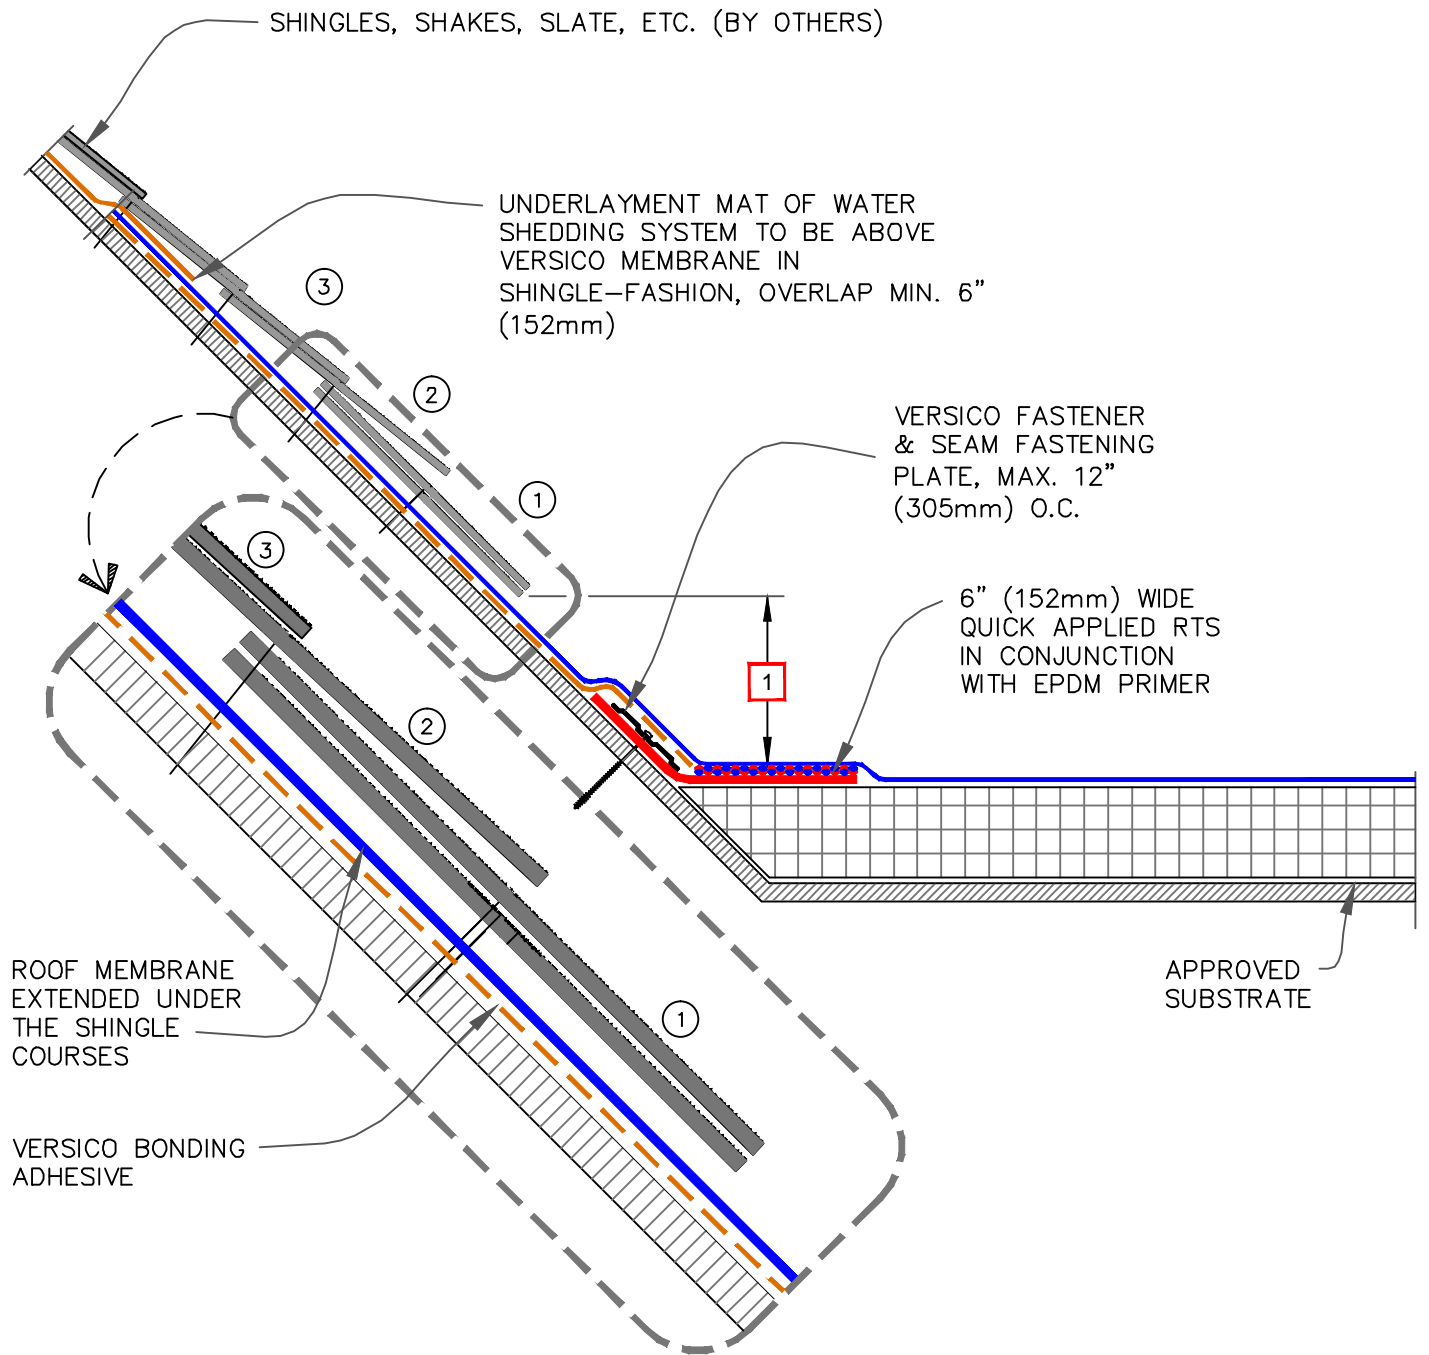 SHINGLES, SHAKES, SLATE, ETC. (BY OTHERS)
UNDERLAYMENT MAT OF WATER
SHEDDING SYSTEM TO BE ABOVE
VERSICO MEMBRANE IN
SHINGLE-FASHION, OVERLAP MIN. 6"
(152mm)
3
2
1
VERSICO FASTENER
& SEAM FASTENING
PLATE, MAX. 12"
(305mm) O.C.
6" (152mm) WIDE
QUICK APPLIED RTS
IN CONJUNCTION
WITH EPDM PRIMER
1
3
2
1
ROOF MEMBRANE
EXTENDED UNDER
THE SHINGLE
COURSES
APPROVED
SUBSTRATE
VERSICO BONDING
ADHESIVE